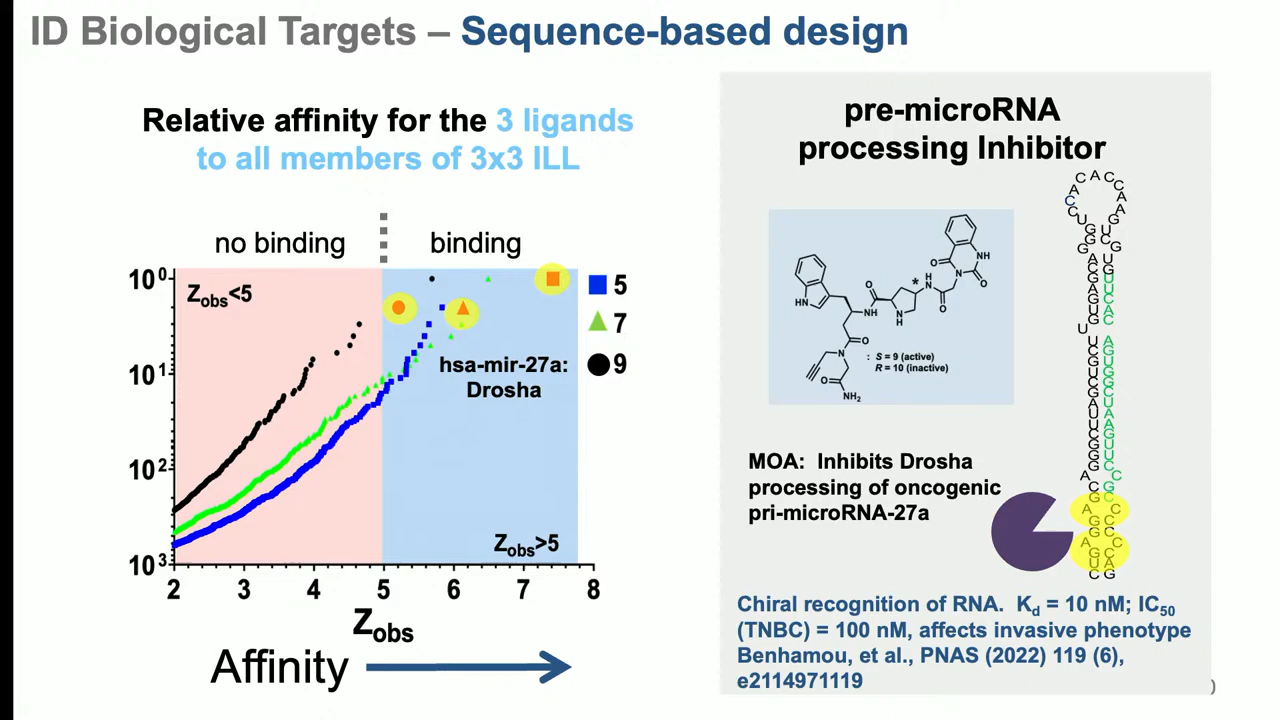 ID Biological Targets – Sequence-based design
Relative affinity for the 3 ligands
to all members of 3x3 ILL
no binding
binding
Zobs<5
10⁰
10¹
10²
10³
5
7
9
hsa-mir-27a:
Drosha
Zobs>5
2 3 4 5 6 7 8
Zobs
Affinity
pre-microRNA
processing Inhibitor
: S = 9 (active)
R = 10 (inactive)
*
O
NH
N
O
HN
O
NH
N
H
H
N
O
O
N
O
NH₂
MOA: Inhibits Drosha
processing of oncogenic
pri-microRNA-27a
Chiral recognition of RNA. Kd = 10 nM; IC50
(TNBC) = 100 nM, affects invasive phenotype
Benhamou, et al., PNAS (2022) 119 (6),
e2114971119